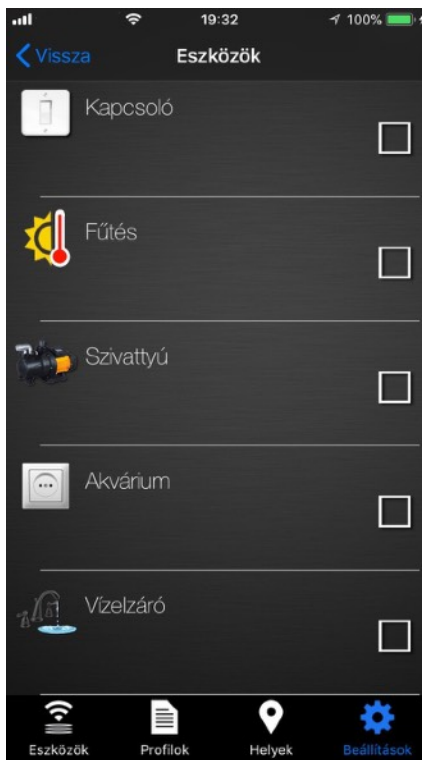 19:32
100%
Vissza
Eszközök
Kapcsoló
Fűtés
Szivattyú
Akvárium
Vízelzáró
Eszközök Profilok Helyek Beállítások